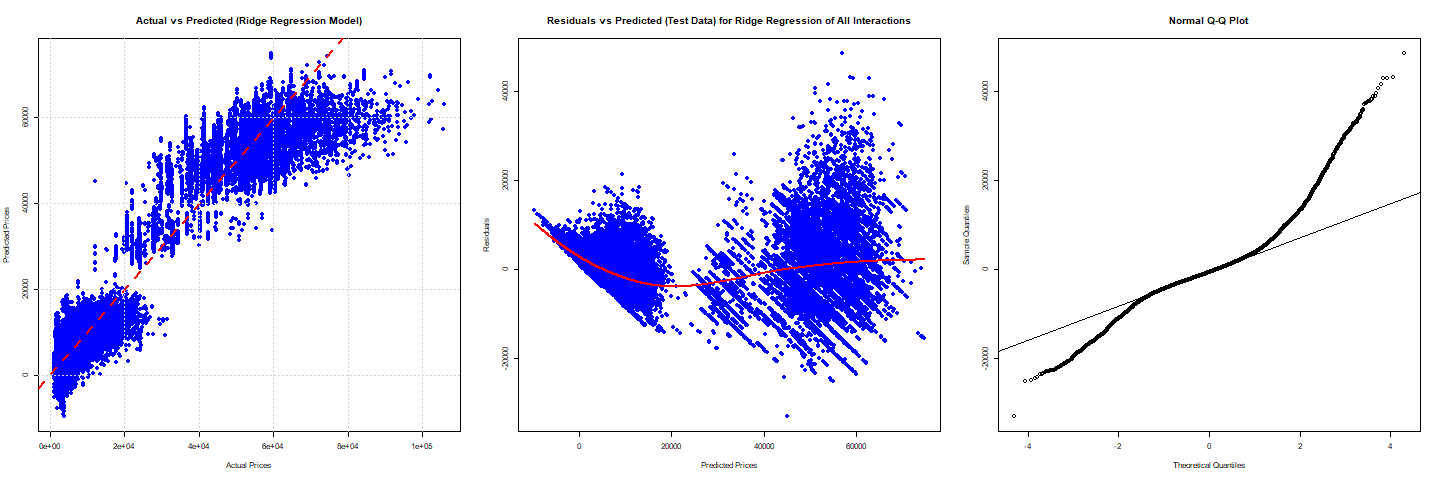 Actual vs Predicted (Ridge Regression Model)
Predicted Prices
0
20000
40000
60000
0e+00
2e+04
4e+04
6e+04
8e+04
1e+05
Actual Prices
Residuals vs Predicted (Test Data) for Ridge Regression of All Interactions
Residuals
-20000
0
20000
40000
0
20000
40000
60000
Predicted Prices
Normal Q-Q Plot
Sample Quantiles
-20000
0
20000
40000
-4
-2
0
2
4
Theoretical Quantiles